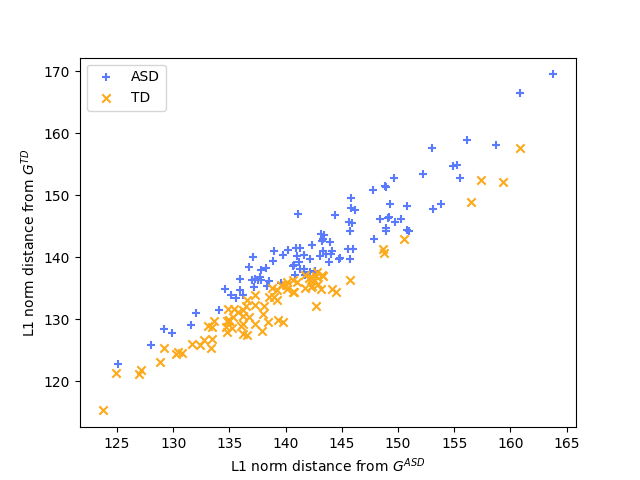 170
160
150
140
130
120
L1 norm distance from G^{TD}
ASD
TD
125 130 135 140 145 150 155 160 165
L1 norm distance from G^{ASD}